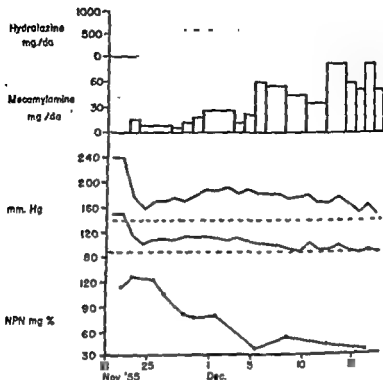 1000
Hydralazine
500
mg/da
0
60
Mecamylamine
30
mg/da
0
240
200
mm. Hg
160
120
80
120
NPN mg %
90
60
30
25
1
5
10
Nov '55
Dec.